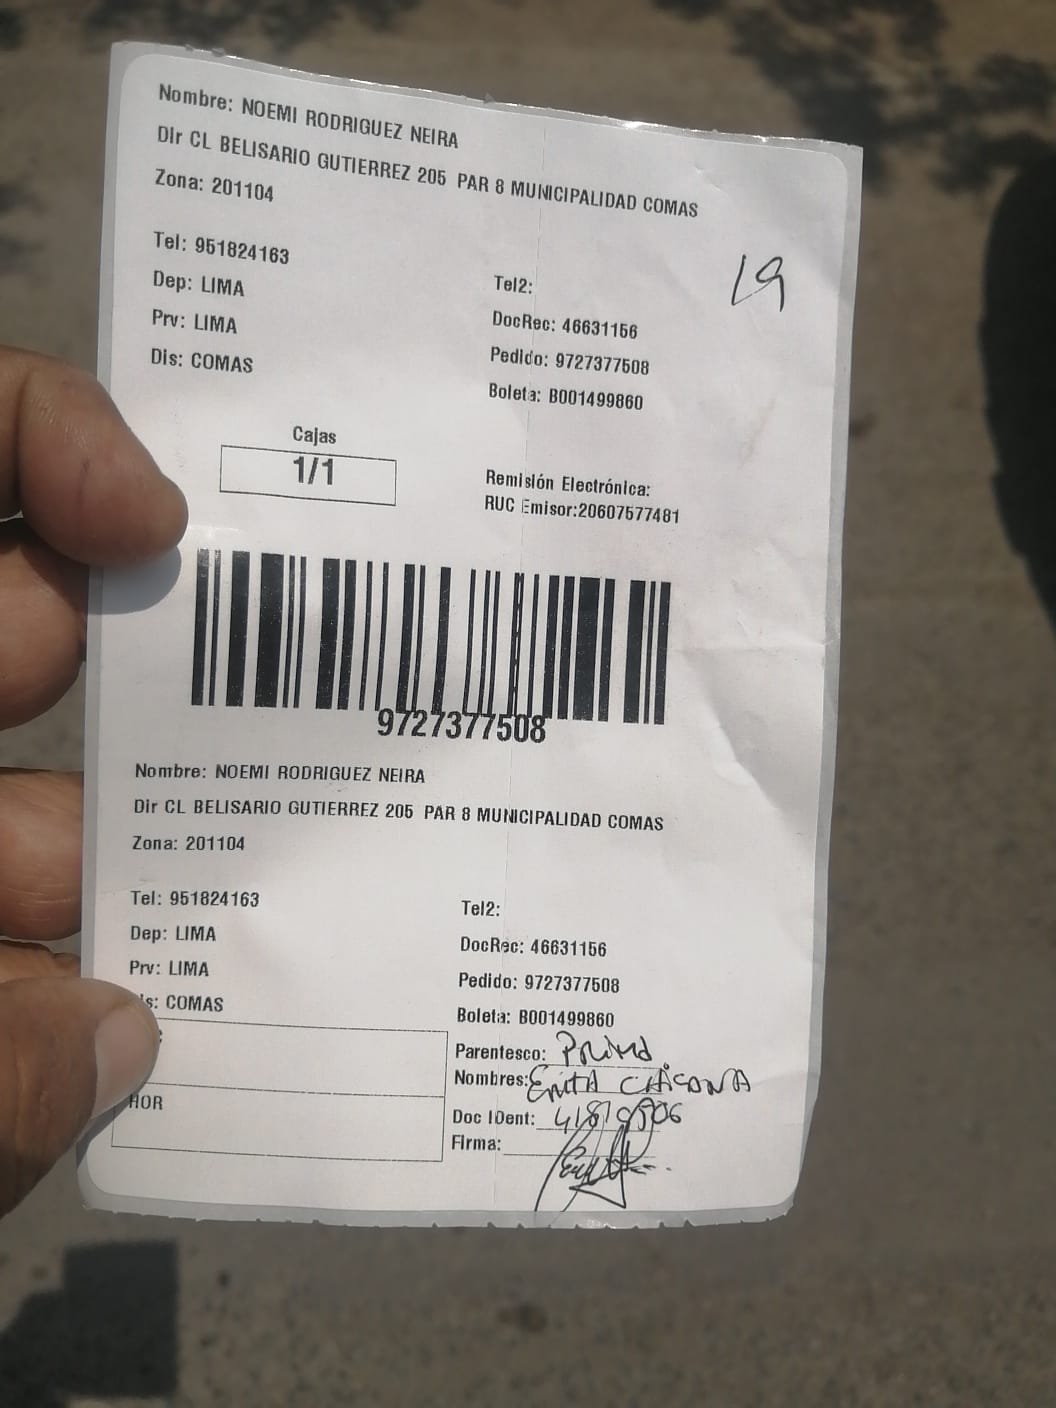 Nombre: NOEMI RODRIGUEZ NEIRA
Dir CL BELISARIO GUTIERREZ 205 PAR 8 MUNICIPALIDAD COMAS
Zona: 201104
19
Tel: 951824163
Tel2:
Dep: LIMA
DocRec: 46631156
Prv: LIMA
Pedido: 9727377508
Dis: COMAS
Boleta: B001499860
Cajas
1/1
Remisión Electrónica:
RUC Emisor:20607577481
9727377508
Nombre: NOEMI RODRIGUEZ NEIRA
Dir CL BELISARIO GUTIERREZ 205 PAR 8 MUNICIPALIDAD COMAS
Zona: 201104
Tel: 951824163
Tel2:
Dep: LIMA
DocRec: 46631156
Prv: LIMA
Pedido: 9727377508
s: COMAS
Boleta: B001499860
Parentesco: PRIMA
Nombres:
HOR
Doc IDent:
Firma: